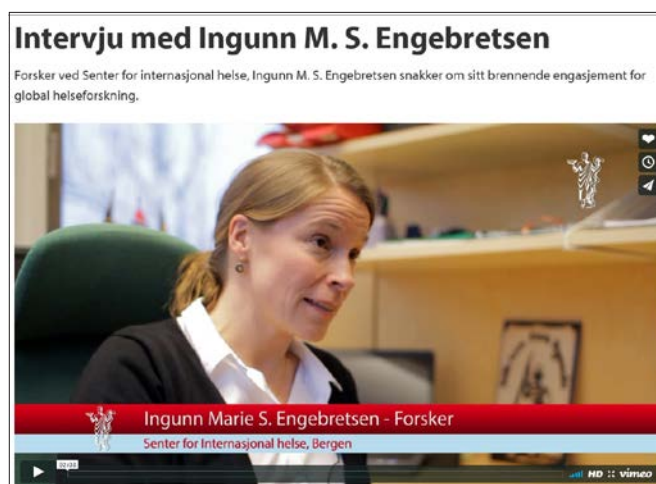 Intervju med Ingunn M. S. Engebretsen
Forsker ved Senter for internasjonal helse, Ingunn M. S. Engebretsen snakker om sitt brennende engasjement for
global helseforskning.
Ingunn Marie S. Engebretsen - Forsker
Senter for Internasjonal helse, Bergen
HD
vimeo